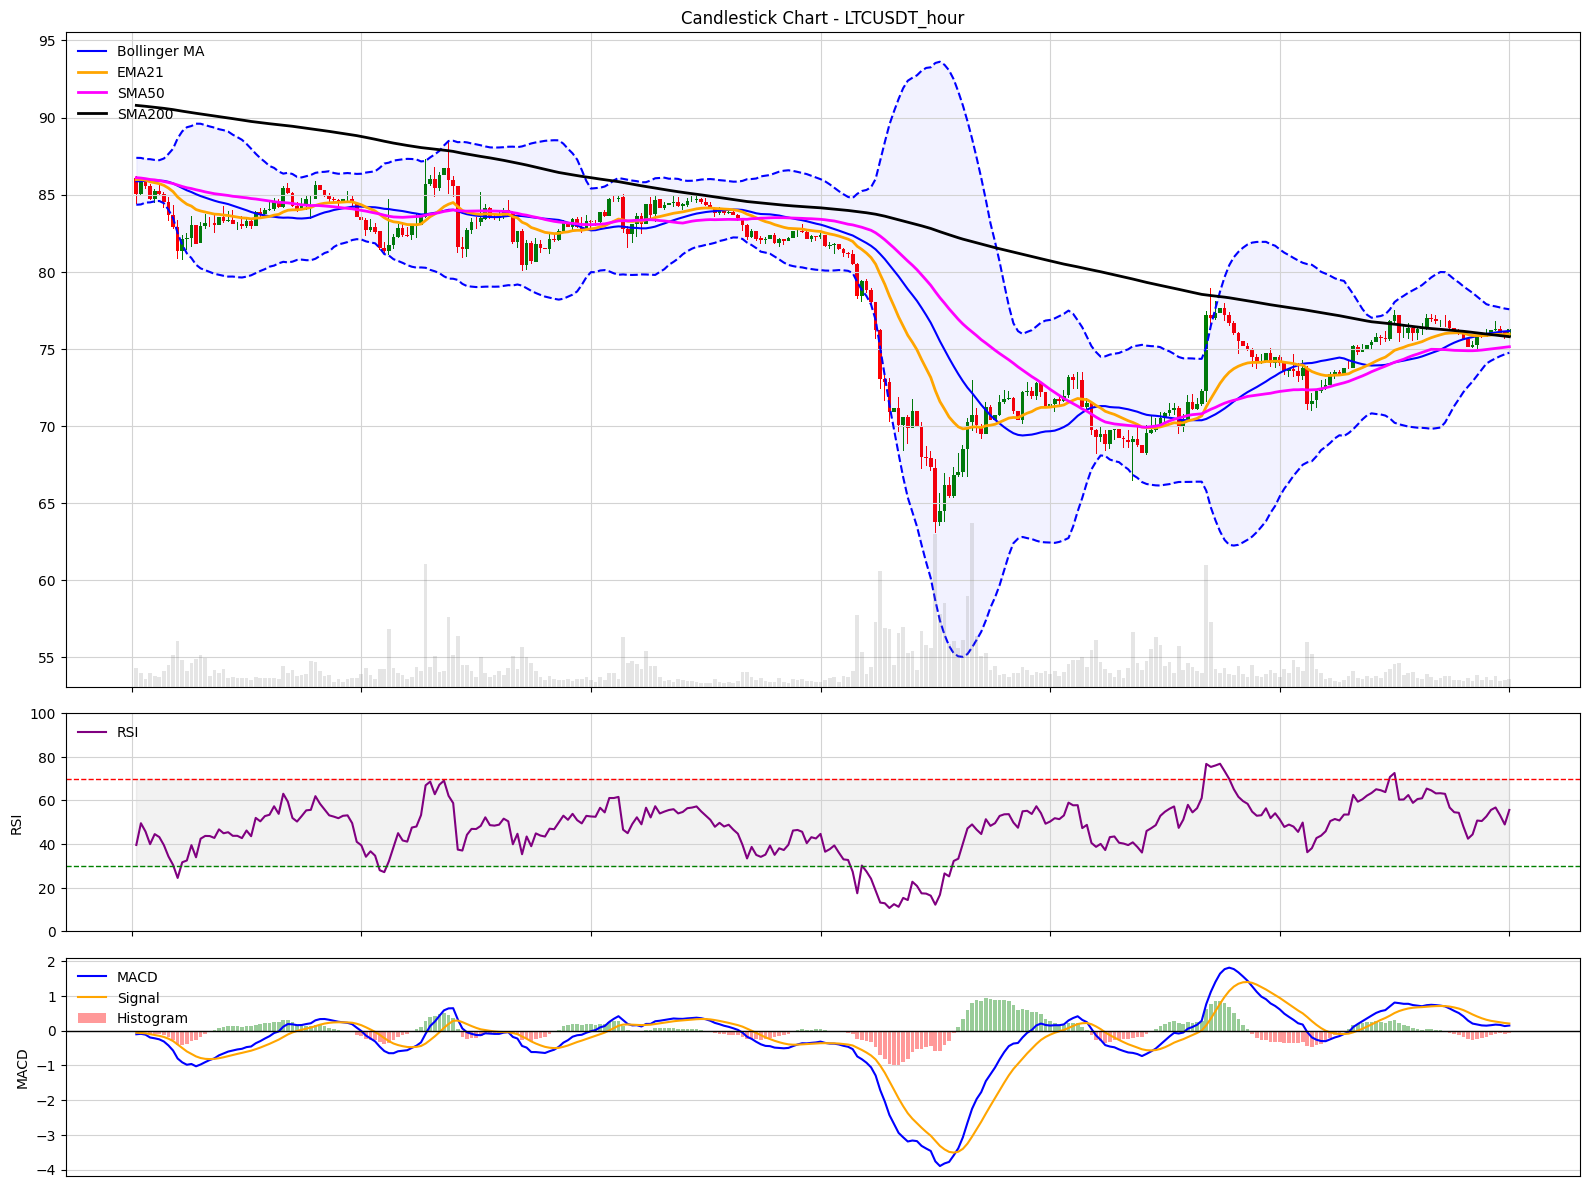 Candlestick Chart - LTCUSDT_hour
95
90
85
80
75
70
65
60
55
Bollinger MA
EMA21
SMA50
SMA200
100
80
60
40
20
0
RSI
RSI
2
1
0
−1
−2
−3
−4
MACD
MACD
Signal
Histogram